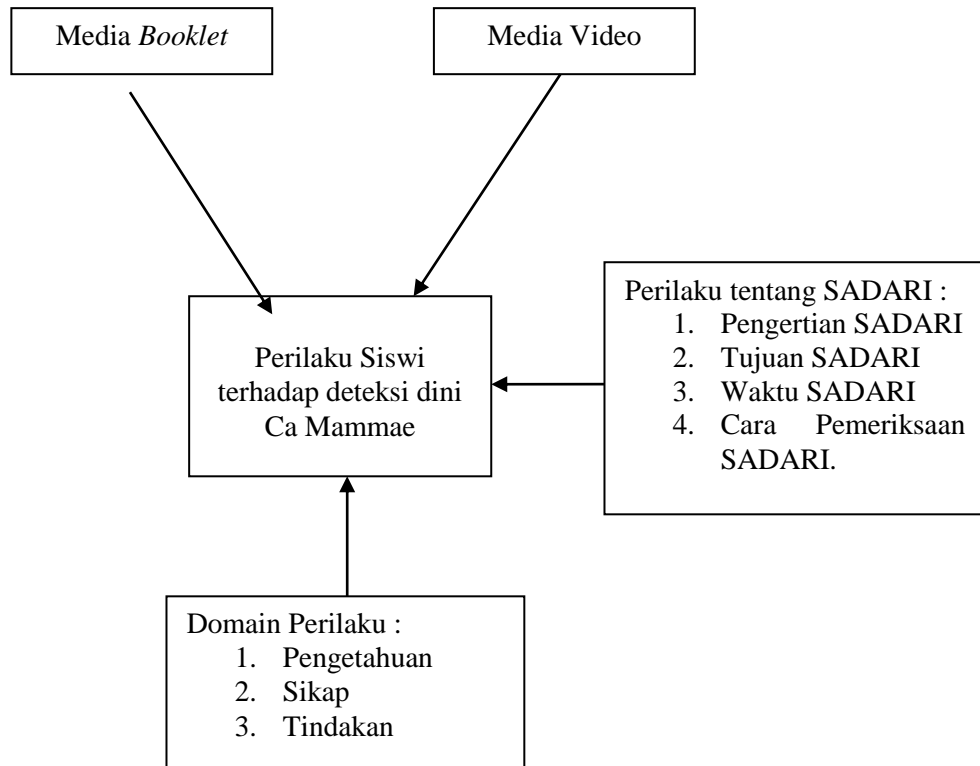 Media Booklet
Media Video
Perilaku Siswi
terhadap deteksi dini
Ca Mammae
Perilaku tentang SADARI :
1. Pengertian SADARI
2. Tujuan SADARI
3. Waktu SADARI
4. Cara Pemeriksaan
SADARI.
Domain Perilaku :
1. Pengetahuan
2. Sikap
3. Tindakan